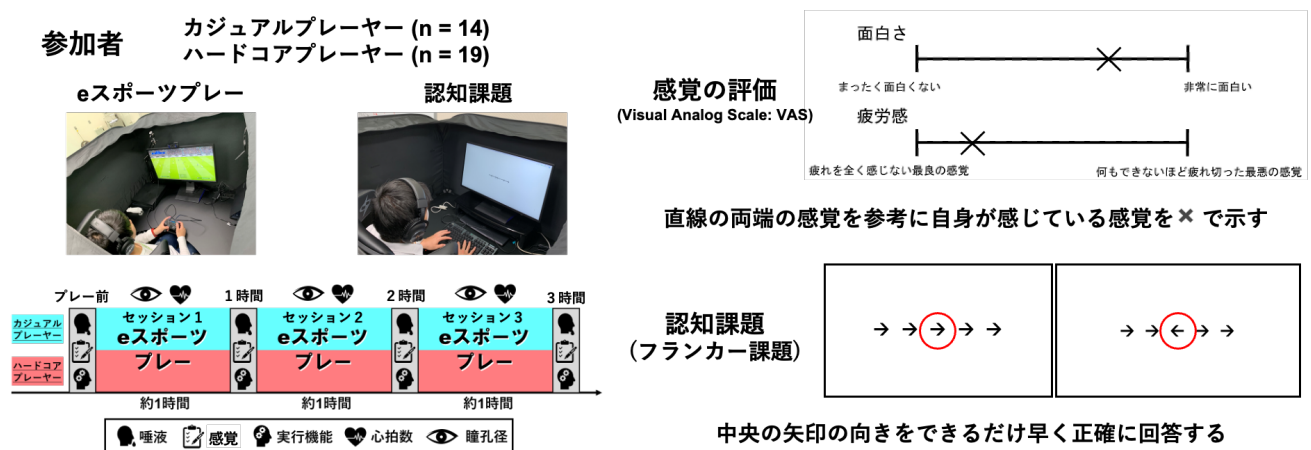 参加者
カジュアルプレーヤー (n = 14)
ハードコアプレーヤー (n = 19)
eスポーツプレー
認知課題
プレー前
1時間
2時間
3時間
カジュアル
プレーヤー
ハードコア
プレーヤー
セッション1
eスポーツ
プレー
セッション2
eスポーツ
プレー
セッション3
eスポーツ
プレー
約1時間
約1時間
約1時間
唾液
感覚
実行機能
心拍数
瞳孔径
感覚の評価
(Visual Analog Scale: VAS)
面白さ
まったく面白くない
非常に面白い
疲労感
疲れを全く感じない最良の感覚
何もできないほど疲れ切った最悪の感覚
直線の両端の感覚を参考に自身が感じている感覚を×で示す
認知課題
(フランカー課題)
→ → → → →
→ → ← → →
中央の矢印の向きをできるだけ早く正確に回答する